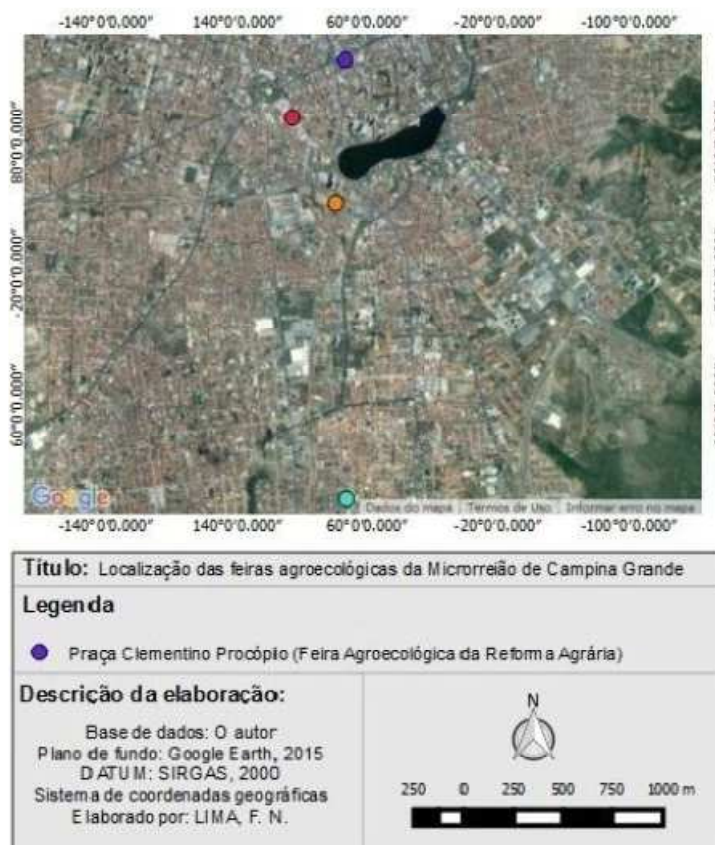 -140°0'0.000" 140°0'0.000" 60°0'0.000" -20°0'0.000" -100°0'0.000"
80°0'0.000"
-20°0'0.000"
60°0'0.000"
Google
Dados do mapa Termos de Uso Informar erro no mapa
-140°0'0.000" 140°0'0.000" 60°0'0.000" -20°0'0.000" -100°0'0.000"
Título: Localização das feiras agroecológicas da Microrreião de Campina Grande
Legenda
Praça Clementino Procópio (Feira Agroecológica da Reforma Agrária)
Descrição da elaboração:
Base de dados: O autor
Plano de fundo: Google Earth, 2015
DATUM: SIRGAS, 2000
Sistema de coordenadas geográficas
Elaborado por: LIMA, F. N.
N
250 0 250 500 750 1000 m